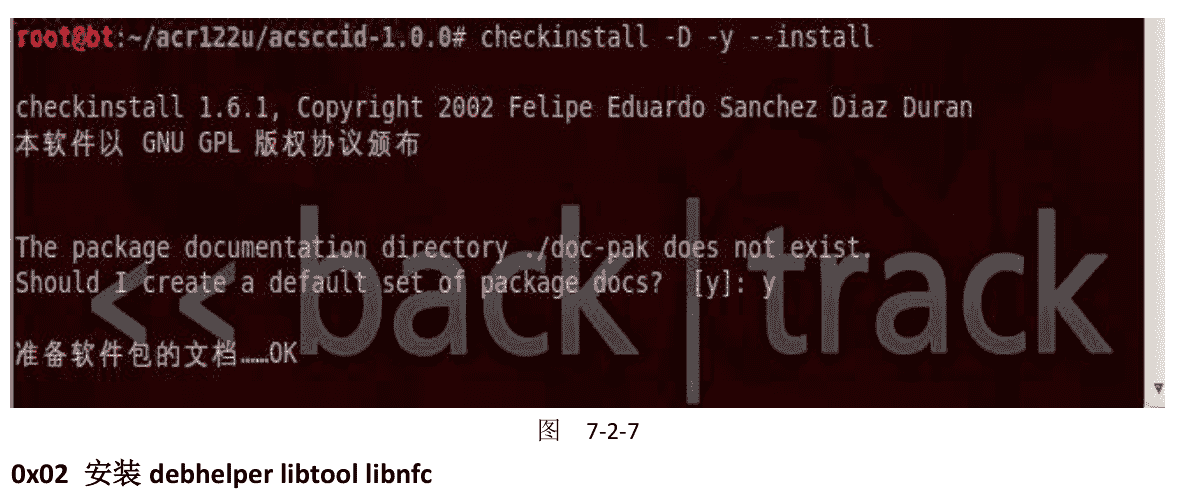 root@bt:~/acr122u/acsccid-1.0.0# checkinstall -D -y --install
checkinstall 1.6.1, Copyright 2002 Felipe Eduardo Sanchez Diaz Duran
本软件以 GNU GPL 版权协议颁布
The package documentation directory ./doc-pak does not exist.
Should I create a default set of package docs?  [y]: y
准备软件包的文档……OK
<< back | track
图 7-2-7
0x02 安装 debhelper libtool libnfc